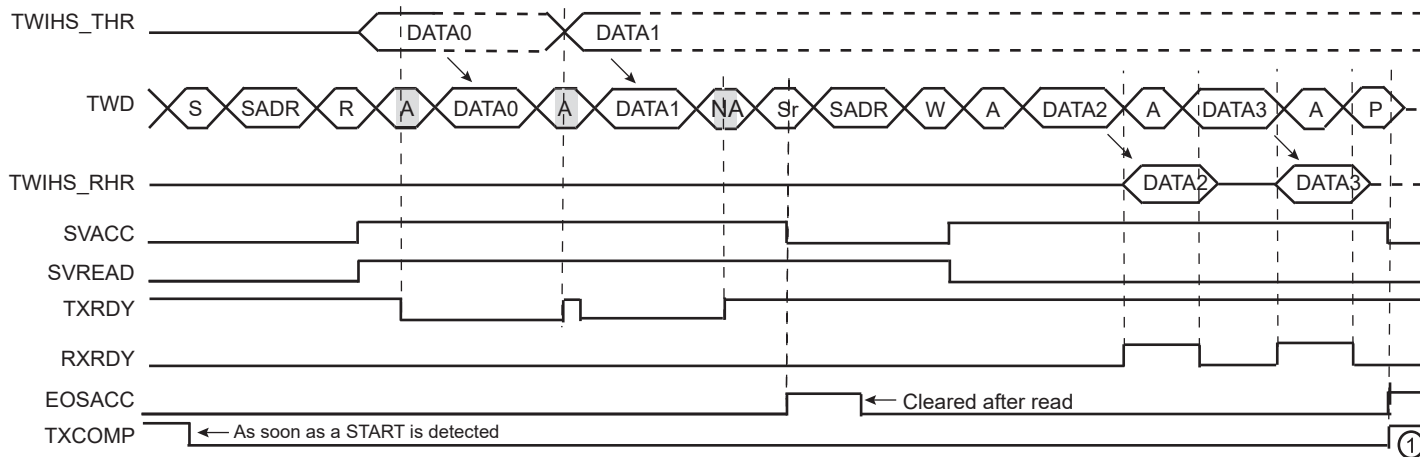 TWIHS_THR DATA0 DATA1
TWD S SADR R A DATA0 A DATA1 NA Sr SADR W A DATA2 A DATA3 A P
TWIHS_RHR DATA2 DATA3
SVACC
SVREAD
TXRDY
RXRDY
EOSACC Cleared after read
TXCOMP As soon as a START is detected 1